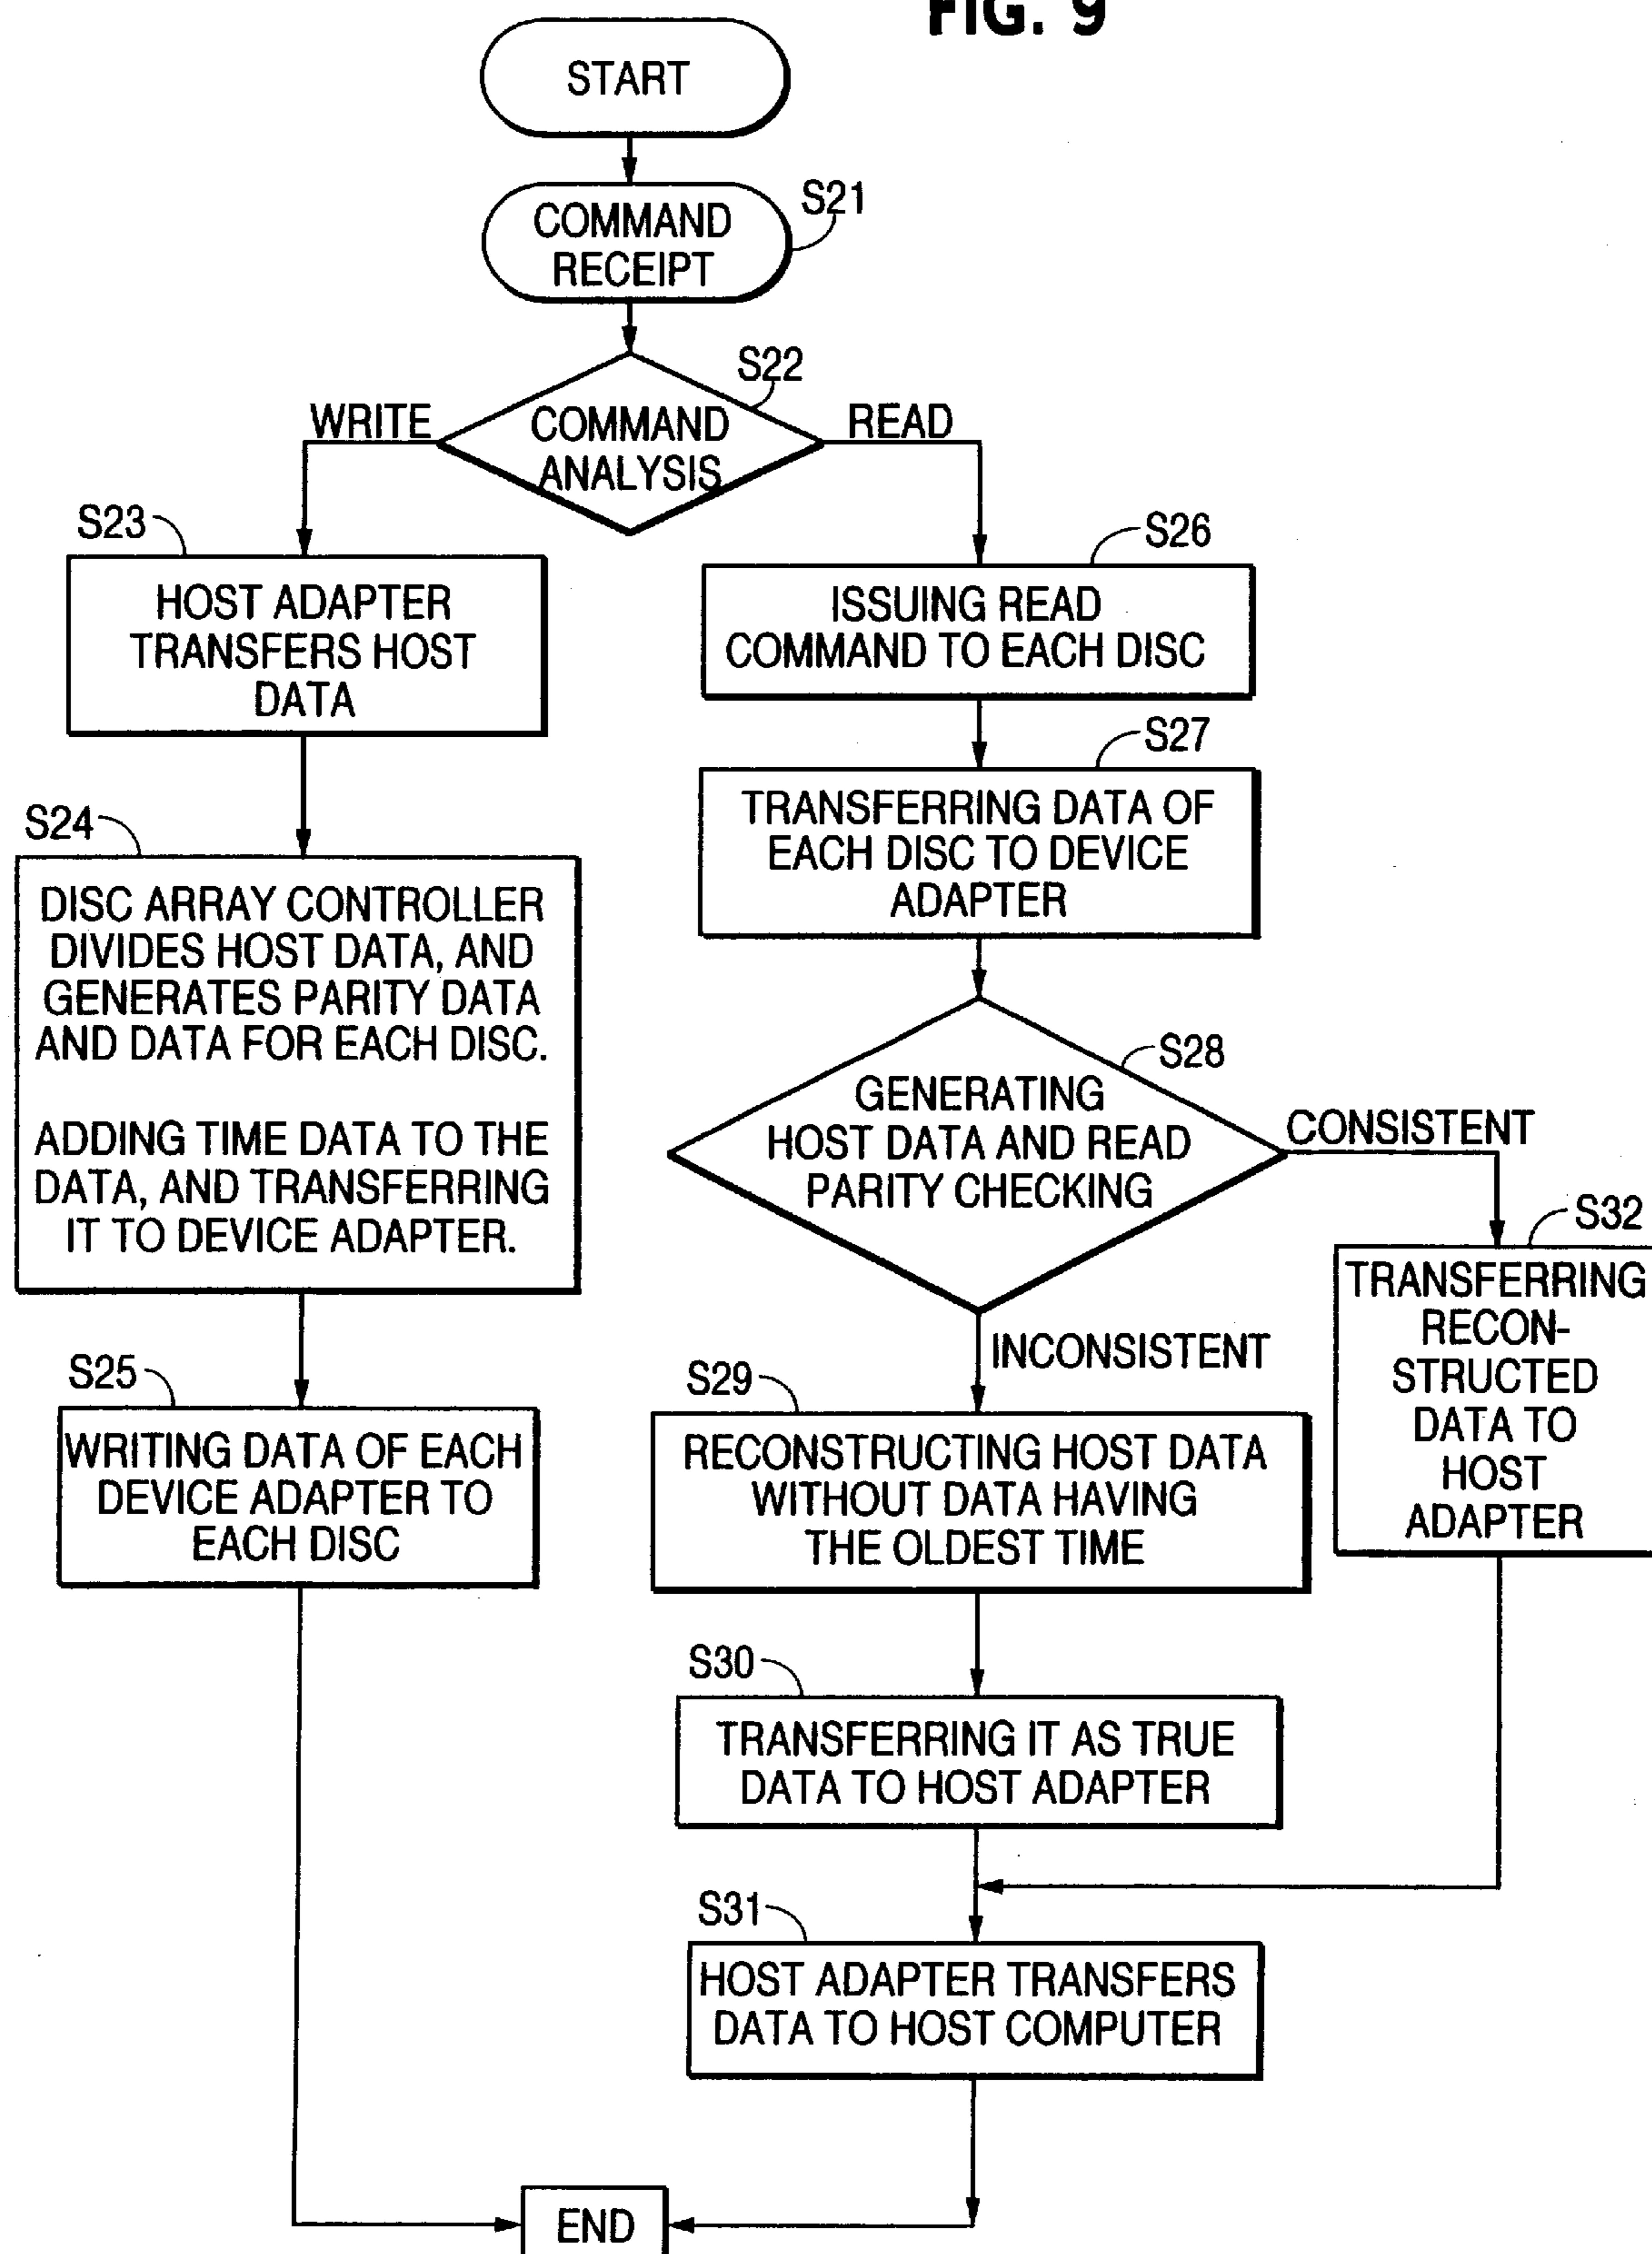 FIG. 9
START
COMMAND
RECEIPT
S21
COMMAND
ANALYSIS
S22
WRITE
READ
S23
HOST ADAPTER
TRANSFERS HOST
DATA
S24
DISC ARRAY CONTROLLER
DIVIDES HOST DATA, AND
GENERATES PARITY DATA
AND DATA FOR EACH DISC.
ADDING TIME DATA TO THE
DATA, AND TRANSFERRING
IT TO DEVICE ADAPTER.
S25
WRITING DATA OF EACH
DEVICE ADAPTER TO
EACH DISC
S26
ISSUING READ
COMMAND TO EACH DISC
S27
TRANSFERRING DATA OF
EACH DISC TO DEVICE
ADAPTER
S28
GENERATING
HOST DATA AND READ
PARITY CHECKING
CONSISTENT
INCONSISTENT
S29
RECONSTRUCTING HOST DATA
WITHOUT DATA HAVING
THE OLDEST TIME
S30
TRANSFERRING IT AS TRUE
DATA TO HOST ADAPTER
S32
TRANSFERRING
RECON-
STRUCTED
DATA TO
HOST
ADAPTER
S31
HOST ADAPTER TRANSFERS
DATA TO HOST COMPUTER
END